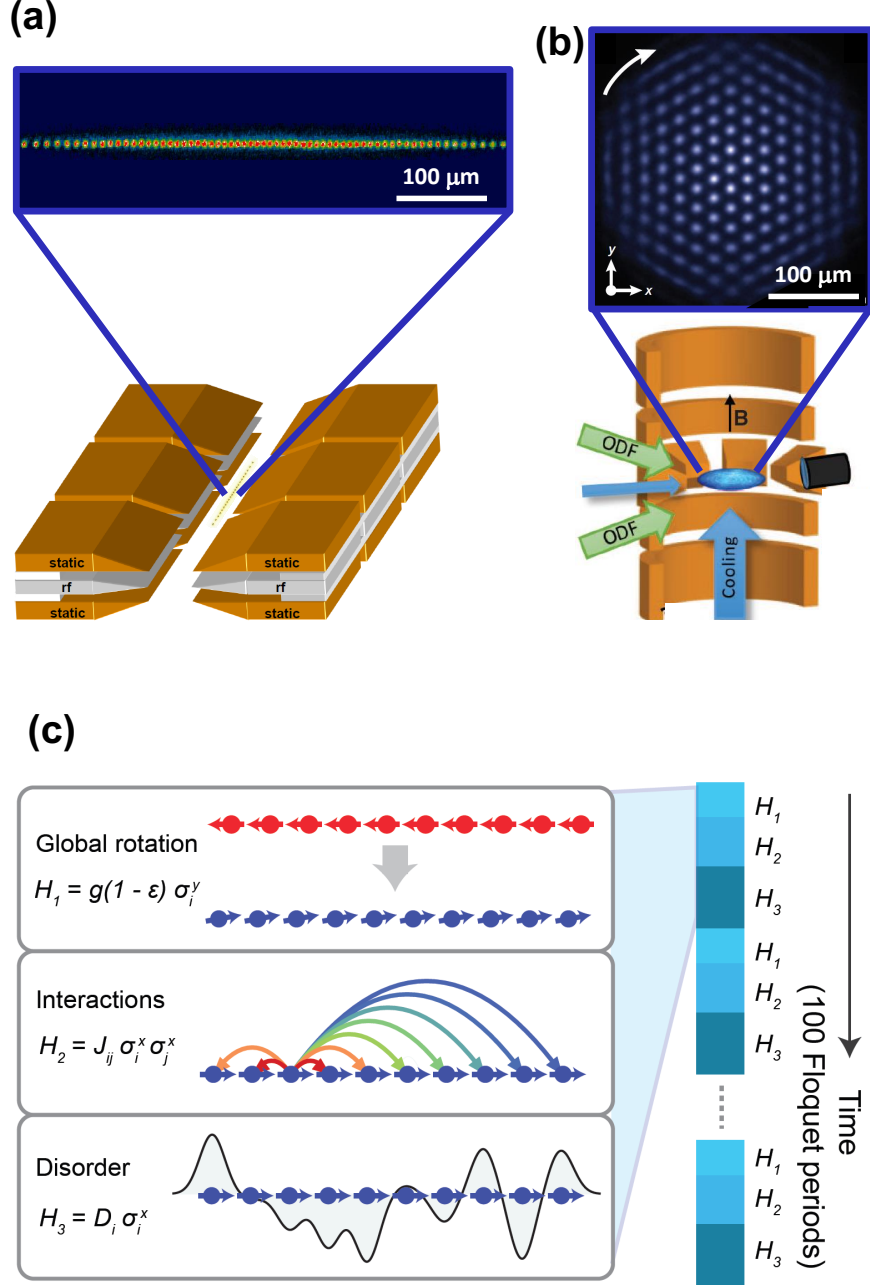 (a)
100 μm
static
rf
static
static
rf
static
(b)
y
x
100 μm
B
ODF
ODF
Cooling
(c)
Global rotation
H₁ = g(1 - ε) σᵢʸ
Interactions
H₂ = Jᵢⱼ σᵢˣ σⱼˣ
Disorder
H₃ = Dᵢ σᵢˣ
H₁
H₂
H₃
H₁
H₂
H₃
H₁
H₂
H₃
Time
(100 Floquet periods)